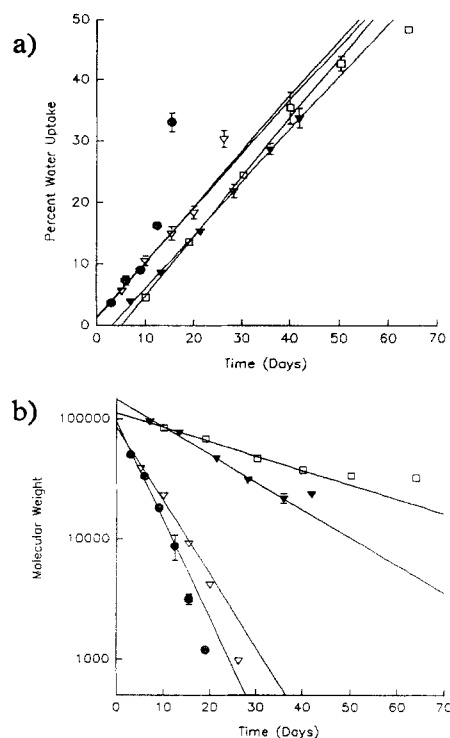 a)
Percent Water Uptake
50
40
30
20
10
0
0 10 20 30 40 50 60 70
Time (Days)
b)
Molecular Weight
100000
10000
1000
0 10 20 30 40 50 60 70
Time (Days)